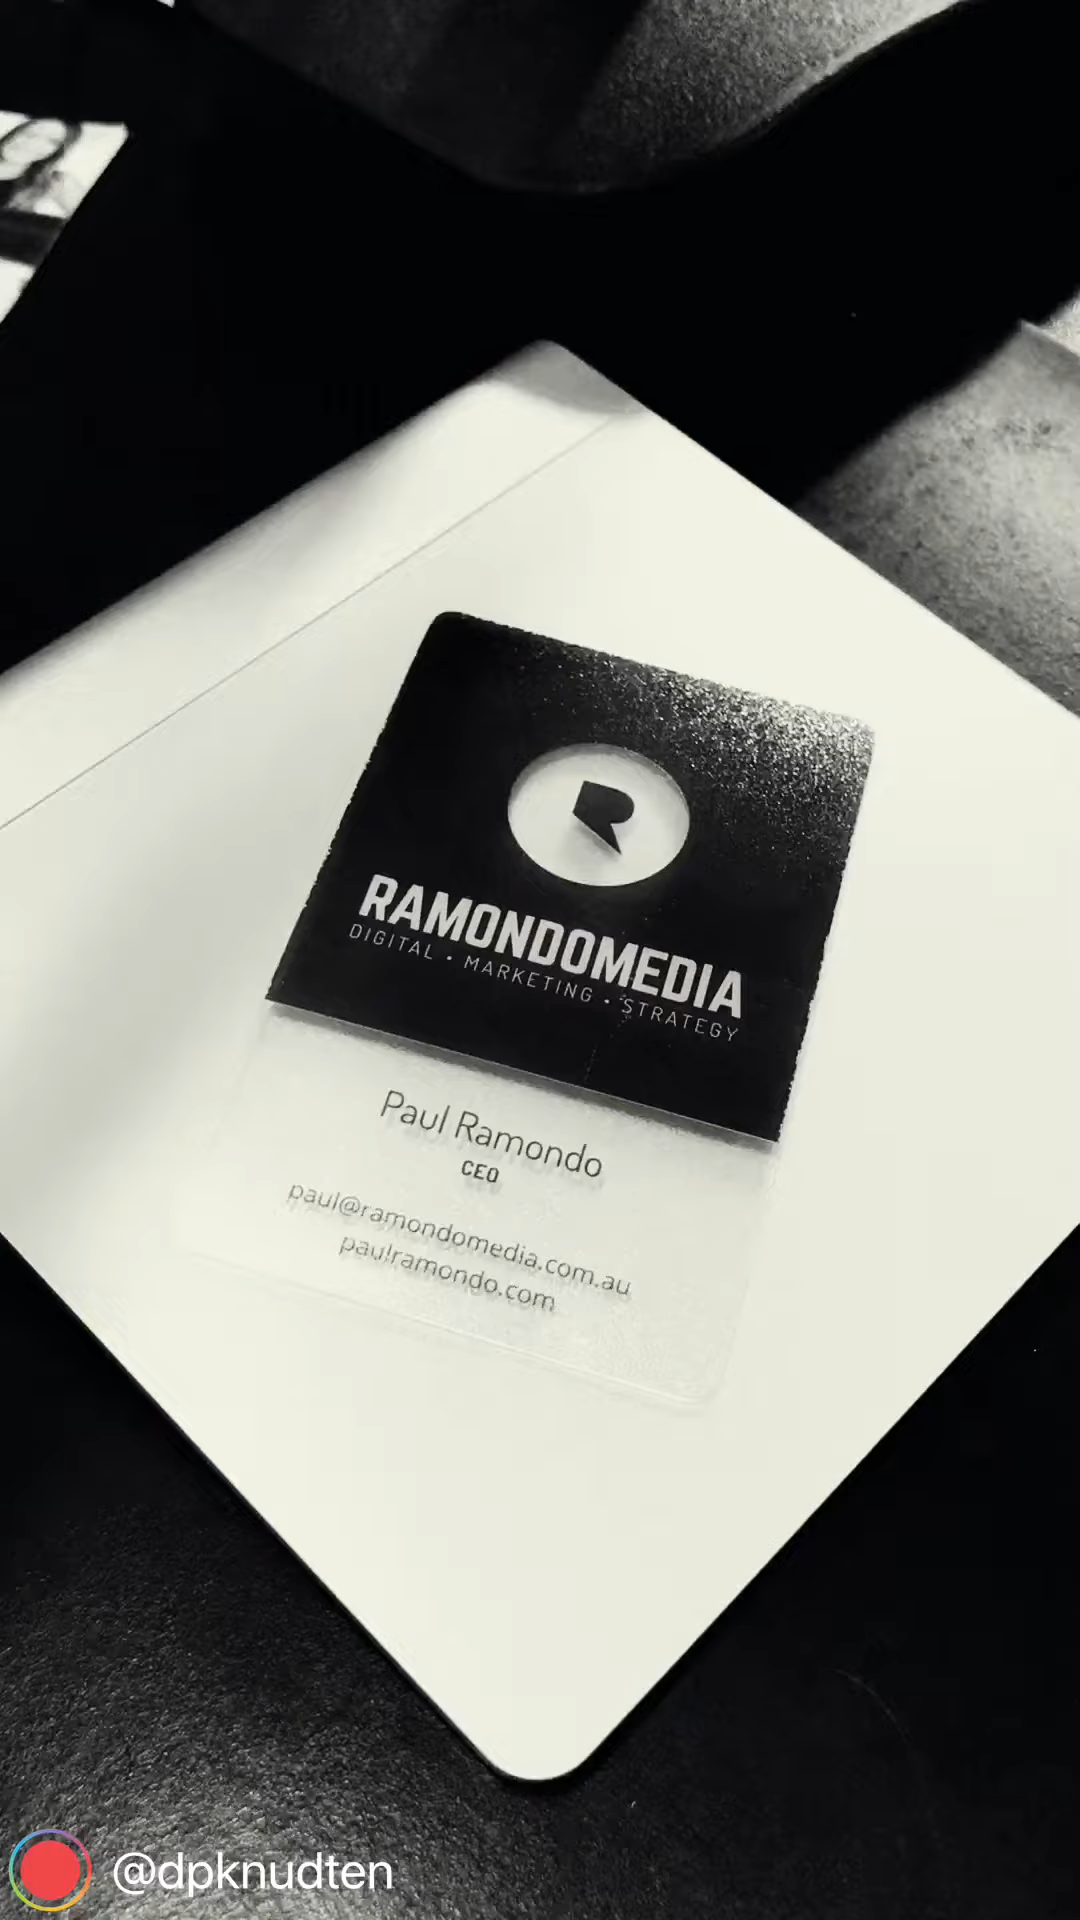 R
RAMONDOMEDIA
DIGITAL • MARKETING • STRATEGY
Paul Ramondo
CEO
paul@ramondomedia.com.au
paulramondo.com
@dpknudten